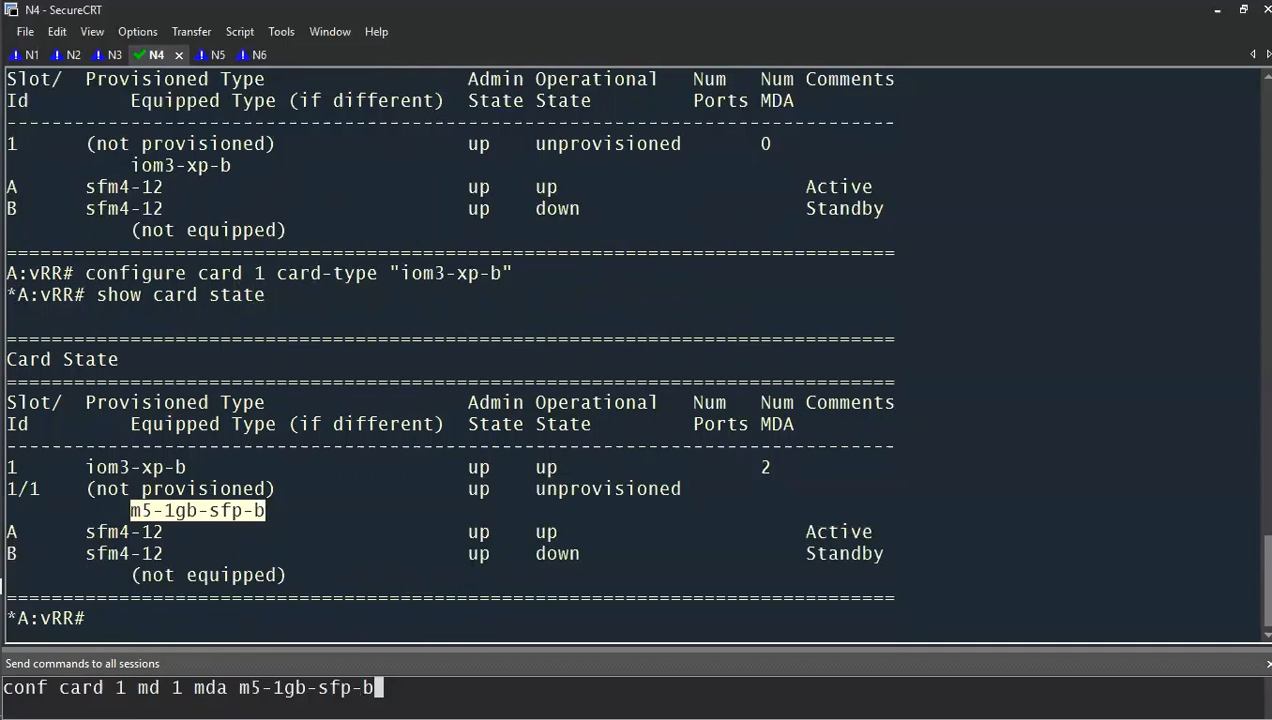 N4 - SecureCRT
File Edit View Options Transfer Script Tools Window Help
N1 N2 N3 N4 × N5 N6
Slot/ Provisioned Type Admin Operational Num Num Comments
Id Equipped Type (if different) State State Ports MDA
-------------------------------------------------------------------------------
1 (not provisioned) up unprovisioned 0
iom3-xp-b
A sfm4-12 up up Active
B sfm4-12 up down Standby
(not equipped)
===============================================================================
A:vRR# configure card 1 card-type "iom3-xp-b"
*A:vRR# show card state
===============================================================================
Card State
===============================================================================
Slot/ Provisioned Type Admin Operational Num Num Comments
Id Equipped Type (if different) State State Ports MDA
-------------------------------------------------------------------------------
1 iom3-xp-b up up 2
1/1 (not provisioned) up unprovisioned
m5-1gb-sfp-b
A sfm4-12 up up Active
B sfm4-12 up down Standby
(not equipped)
===============================================================================
*A:vRR#
Send commands to all sessions
conf card 1 md 1 mda m5-1gb-sfp-b